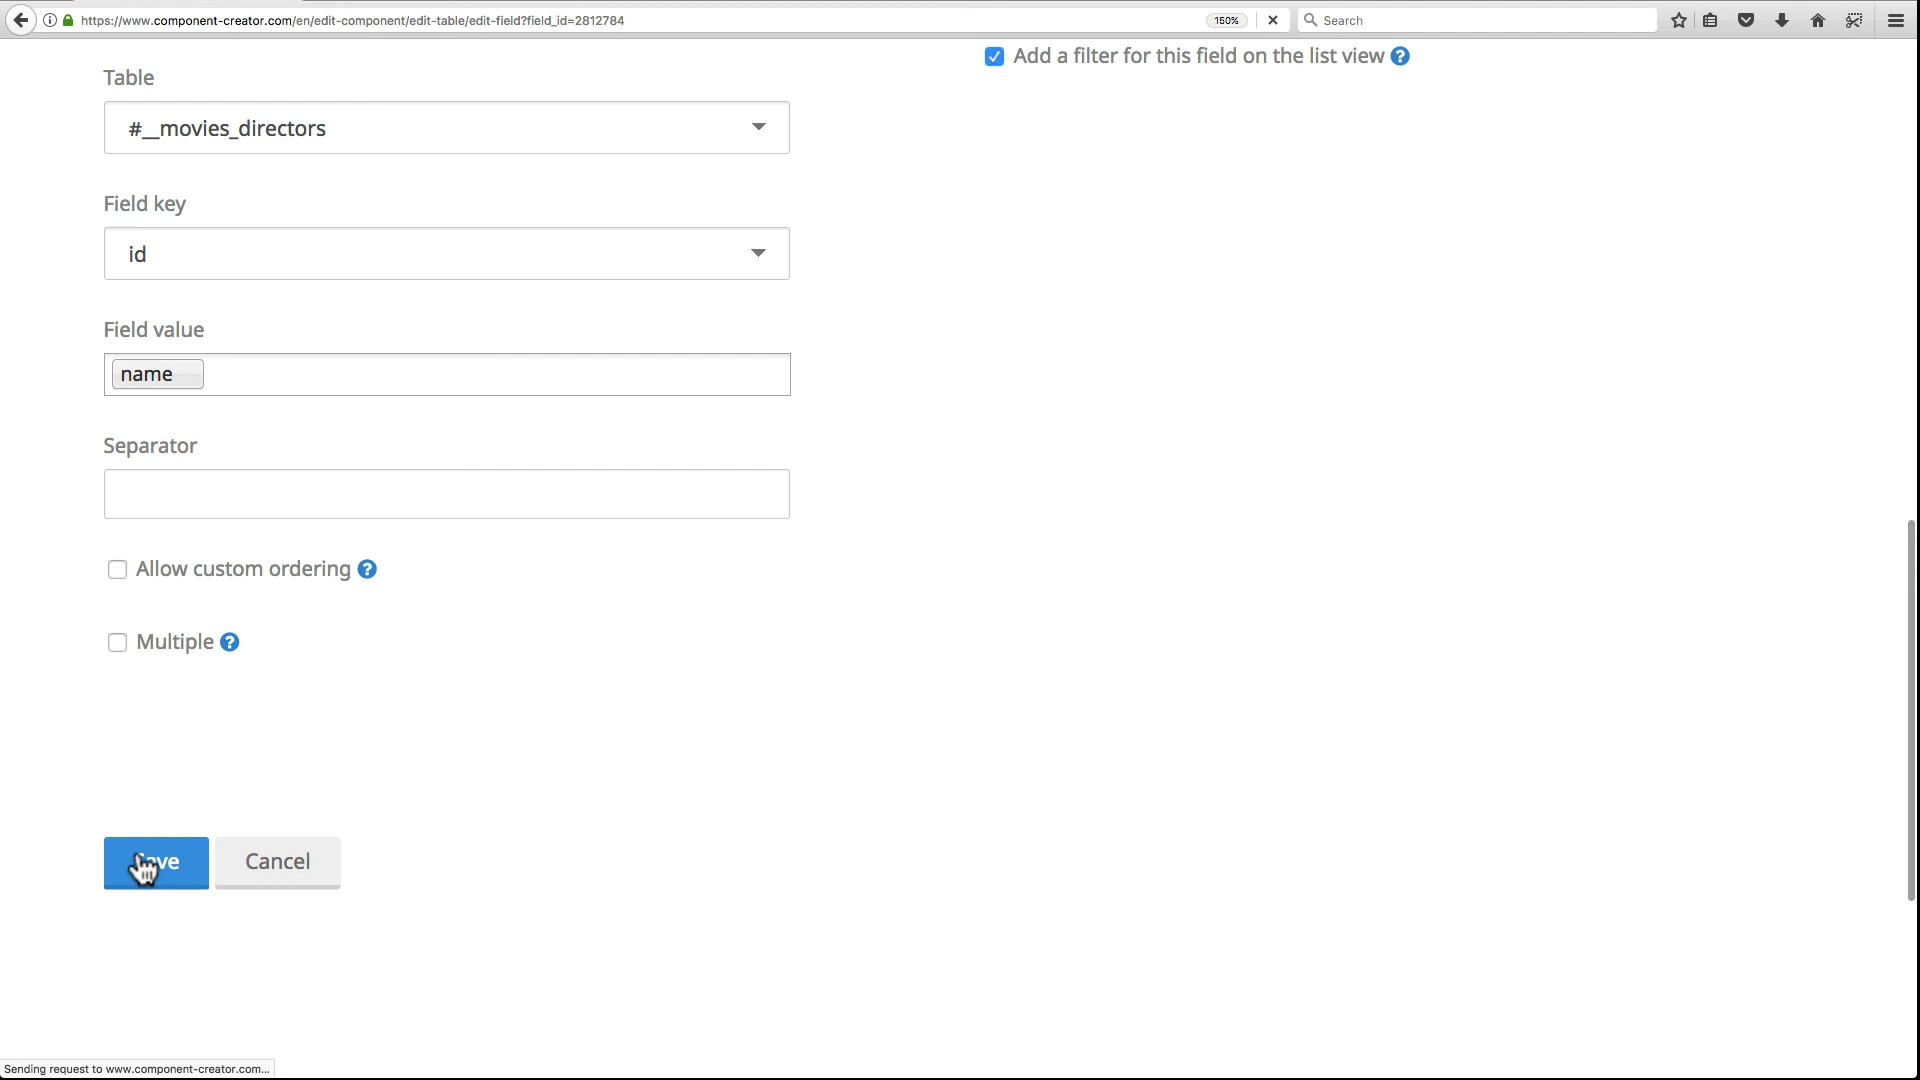 https://www.component-creator.com/en/edit-component/edit-table/edit-field?field_id=2812784
150%
Search
Add a filter for this field on the list view
Table
#__movies_directors
Field key
id
Field value
name
Separator
Allow custom ordering
Multiple
Cancel
Sending request to www.component-creator.com...